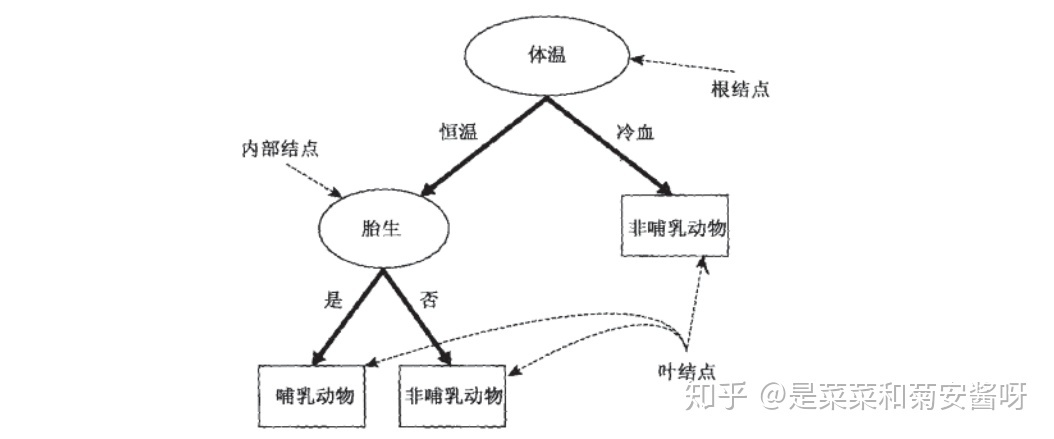 体温
根结点
恒温
冷血
内部结点
胎生
非哺乳动物
是
否
叶结点
哺乳动物
非哺乳动物
知乎 @是菜菜和菊安酱呀